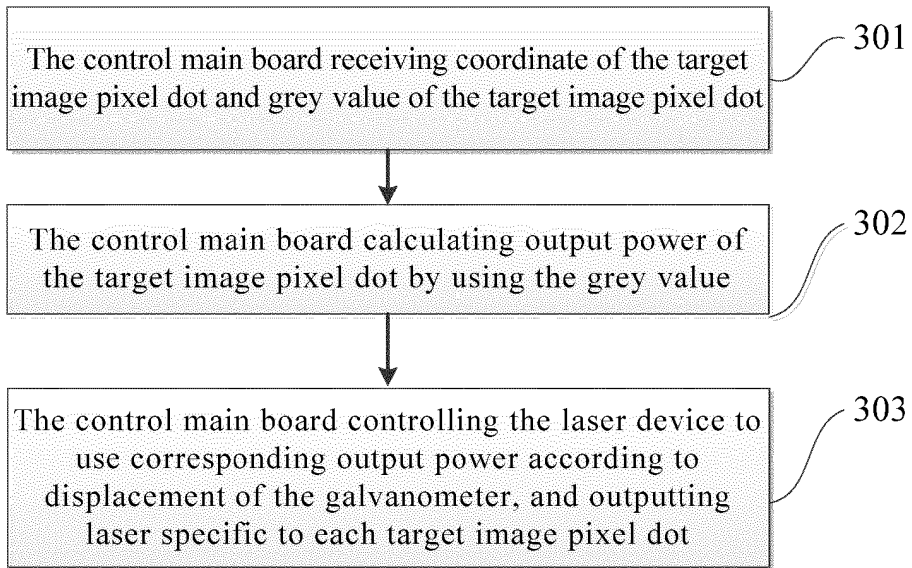 The control main board receiving coordinate of the target
image pixel dot and grey value of the target image pixel dot
301
The control main board calculating output power of
the target image pixel dot by using the grey value
302
The control main board controlling the laser device to
use corresponding output power according to
displacement of the galvanometer, and outputting
laser specific to each target image pixel dot
303